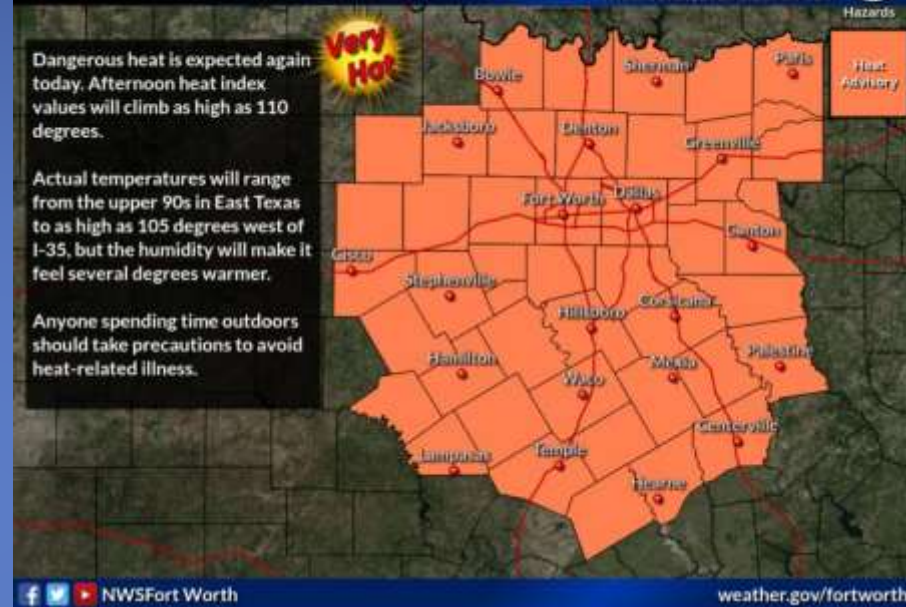 Hazards
Dangerous heat is expected again
today. Afternoon heat index
values will climb as high as 110
degrees.
Actual temperatures will range
from the upper 90s in East Texas
to as high as 105 degrees west of
I-35, but the humidity will make it
feel several degrees warmer.
Anyone spending time outdoors
should take precautions to avoid
heat-related illness.
Very
Hot
Heat
Advisory
Bowie
Sherman
Paris
Jacksboro
Denton
Greenville
Fort Worth
Dallas
Canton
Cisco
Stephenville
Hillsboro
Corsicana
Hamilton
Waco
Mexia
Palestine
Lampasas
Temple
Centerville
Hearne
NWSFort Worth
weather.gov/fortworth